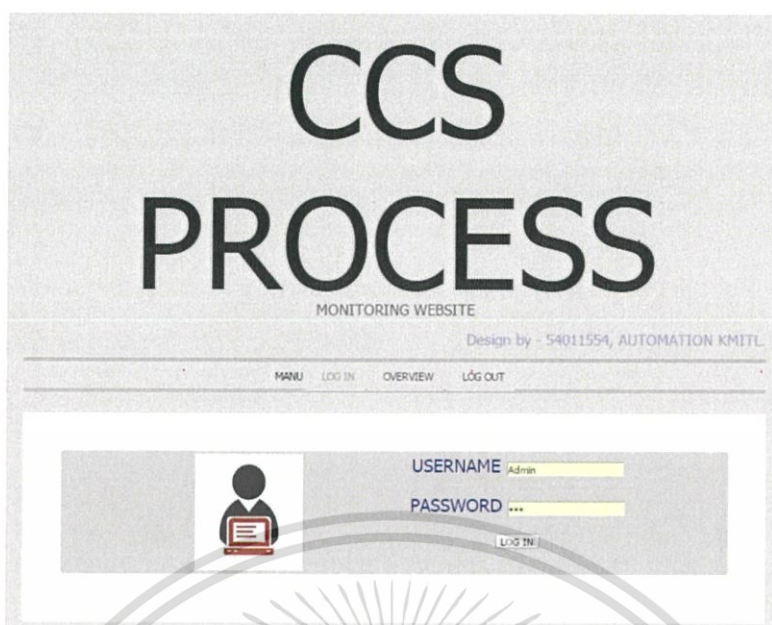 CCS
PROCESS
MONITORING WEBSITE
Design by - 54011554, AUTOMATION KMITL.
MANU LOG IN OVERVIEW LOG OUT
USERNAME Admin
PASSWORD •••
LOG IN